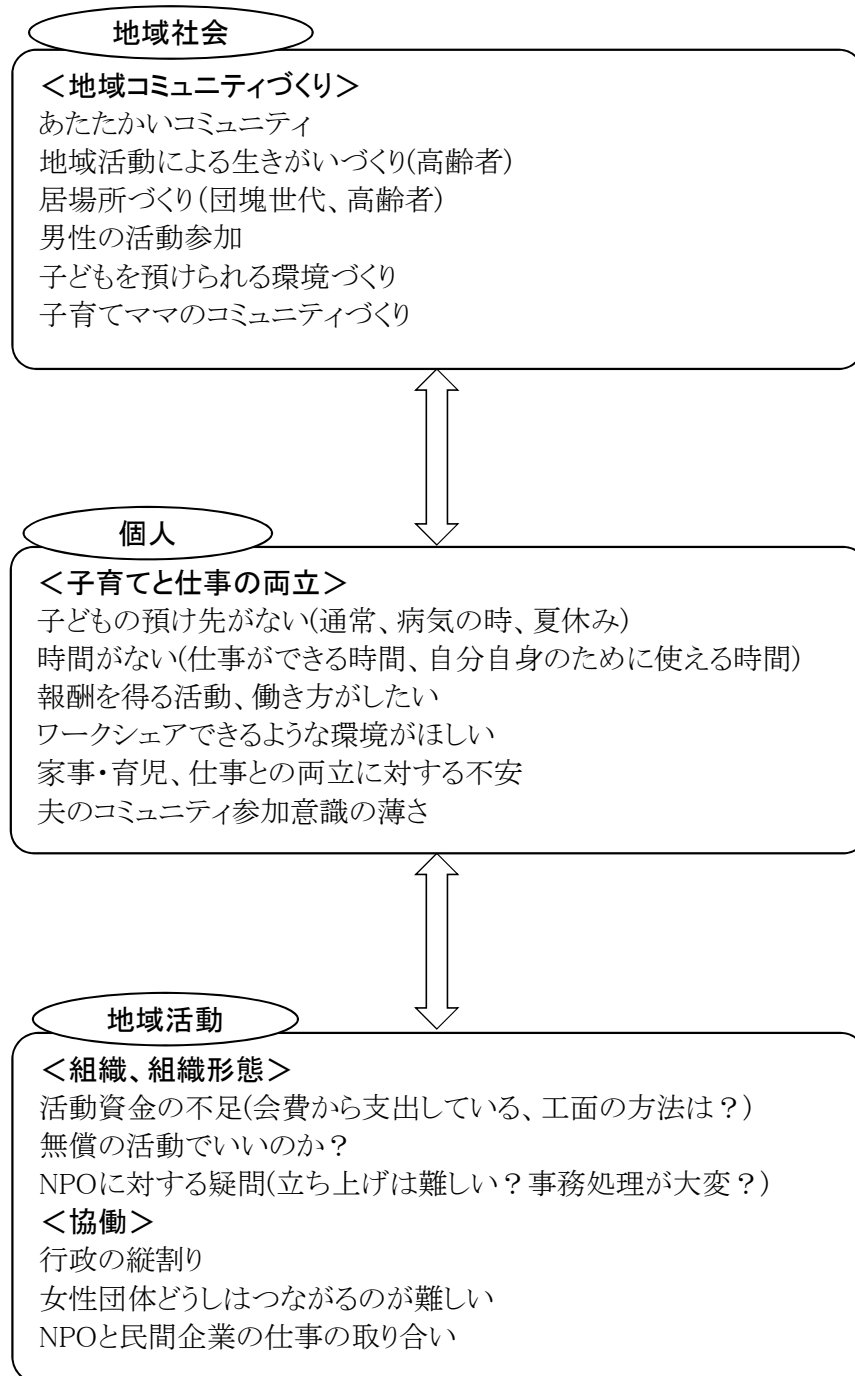 地域社会
＜地域コミュニティづくり＞
あたたかいコミュニティ
地域活動による生きがいづくり(高齢者)
居場所づくり(団塊世代、高齢者)
男性の活動参加
子どもを預けられる環境づくり
子育てママのコミュニティづくり
個人
＜子育てと仕事の両立＞
子どもの預け先がない(通常、病気の時、夏休み)
時間がない(仕事ができる時間、自分自身のために使える時間)
報酬を得る活動、働き方がしたい
ワークシェアできるような環境がほしい
家事・育児、仕事との両立に対する不安
夫のコミュニティ参加意識の薄さ
地域活動
＜組織、組織形態＞
活動資金の不足(会費から支出している、工面の方法は？)
無償の活動でいいのか？
NPOに対する疑問(立ち上げは難しい？事務処理が大変？)
＜協働＞
行政の縦割り
女性団体どうしはつながるのが難しい
NPOと民間企業の仕事の取り合い